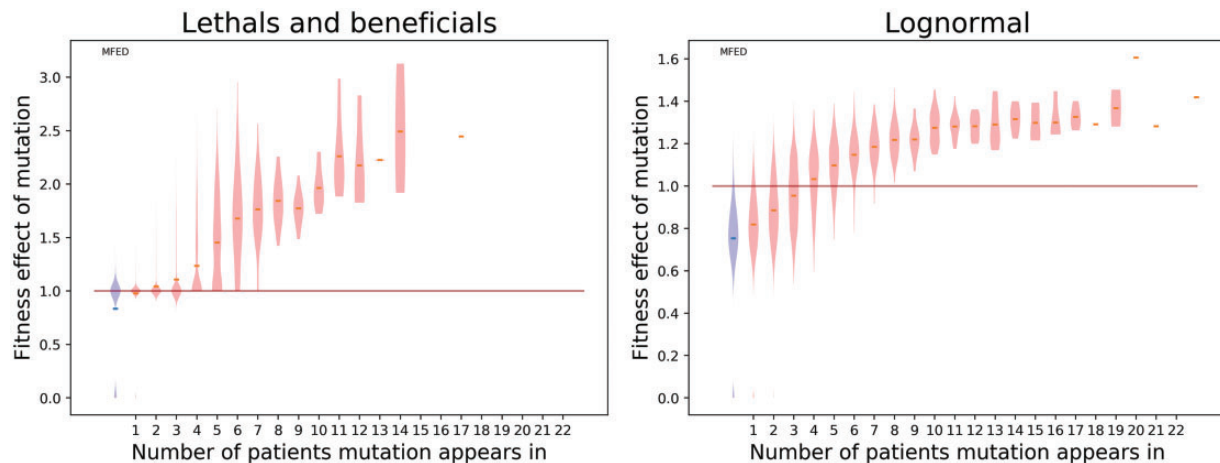 Lethals and beneficials
MFED
Fitness effect of mutation
3.0
2.5
2.0
1.5
1.0
0.5
0.0
1 2 3 4 5 6 7 8 9 10 11 12 13 14 15 16 17 18 19 20 21 22
Number of patients mutation appears in
Lognormal
MFED
Fitness effect of mutation
1.6
1.4
1.2
1.0
0.8
0.6
0.4
0.2
0.0
1 2 3 4 5 6 7 8 9 10 11 12 13 14 15 16 17 18 19 20 21 22
Number of patients mutation appears in